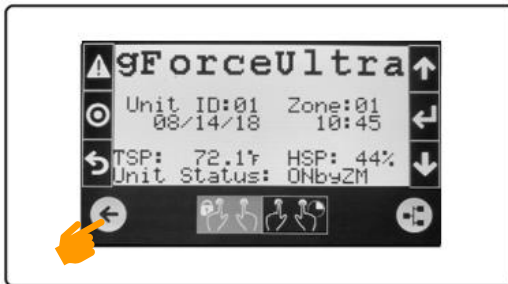 gForceUltra
Unit ID:01 Zone:01
08/14/18 10:45
TSP: 72.1°F HSP: 44%
Unit Status: ONbyZM